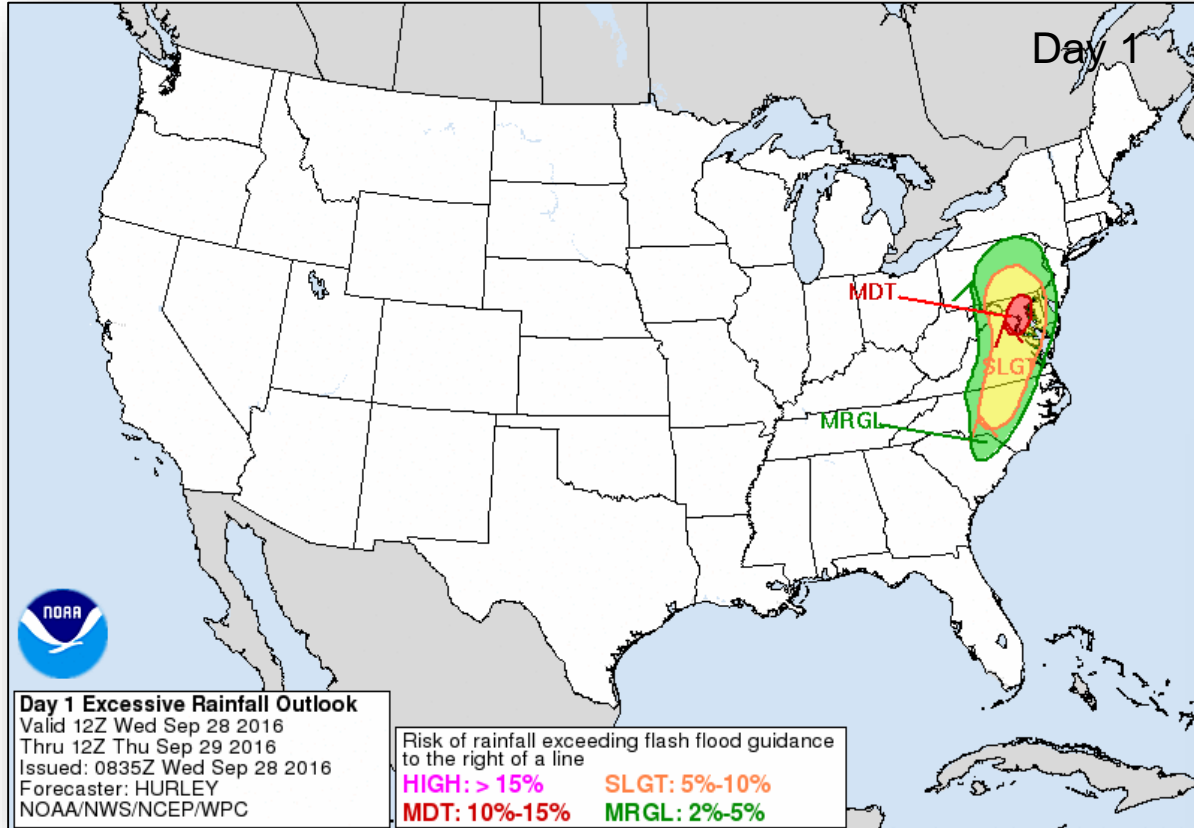 Day 1
MDT
SLGT
MRGL
NOAA
Day 1 Excessive Rainfall Outlook
Valid 12Z Wed Sep 28 2016
Thru 12Z Thu Sep 29 2016
Issued: 0835Z Wed Sep 28 2016
Forecaster: HURLEY
NOAA/NWS/NCEP/WPC
Risk of rainfall exceeding flash flood guidance
to the right of a line
HIGH: > 15% SLGT: 5%-10%
MDT: 10%-15% MRGL: 2%-5%